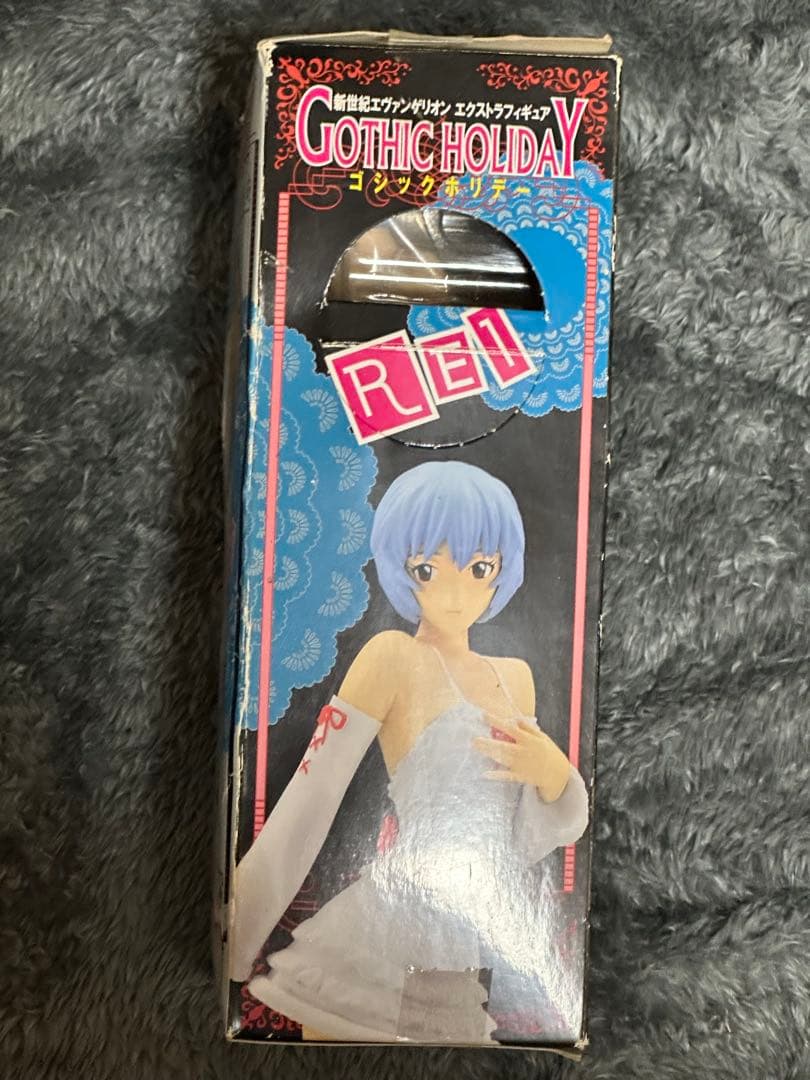 新世紀エヴァンゲリオン エクストラフィギュア
GOTHIC HOLIDAY
ゴシックホリデー
REI